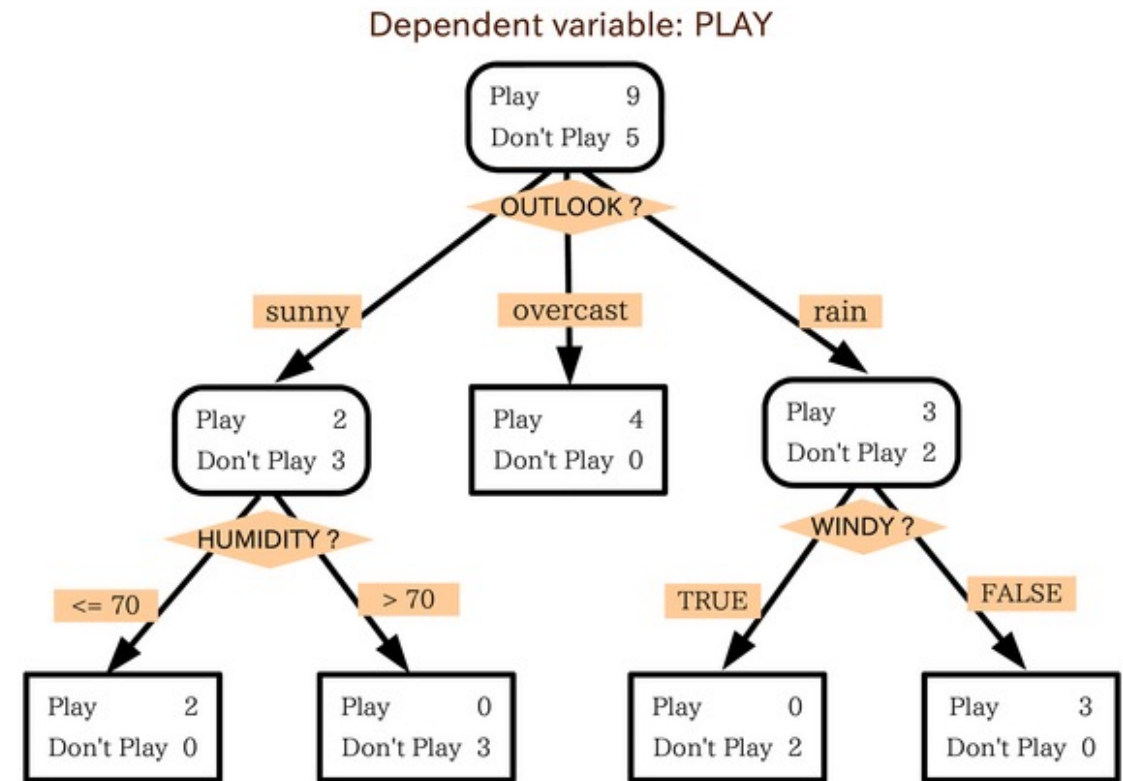 Dependent variable: PLAY
Play 9
Don't Play 5
OUTLOOK ?
sunny
overcast
rain
Play 2
Don't Play 3
Play 4
Don't Play 0
Play 3
Don't Play 2
HUMIDITY ?
WINDY ?
<= 70
> 70
TRUE
FALSE
Play 2
Don't Play 0
Play 0
Don't Play 3
Play 0
Don't Play 2
Play 3
Don't Play 0